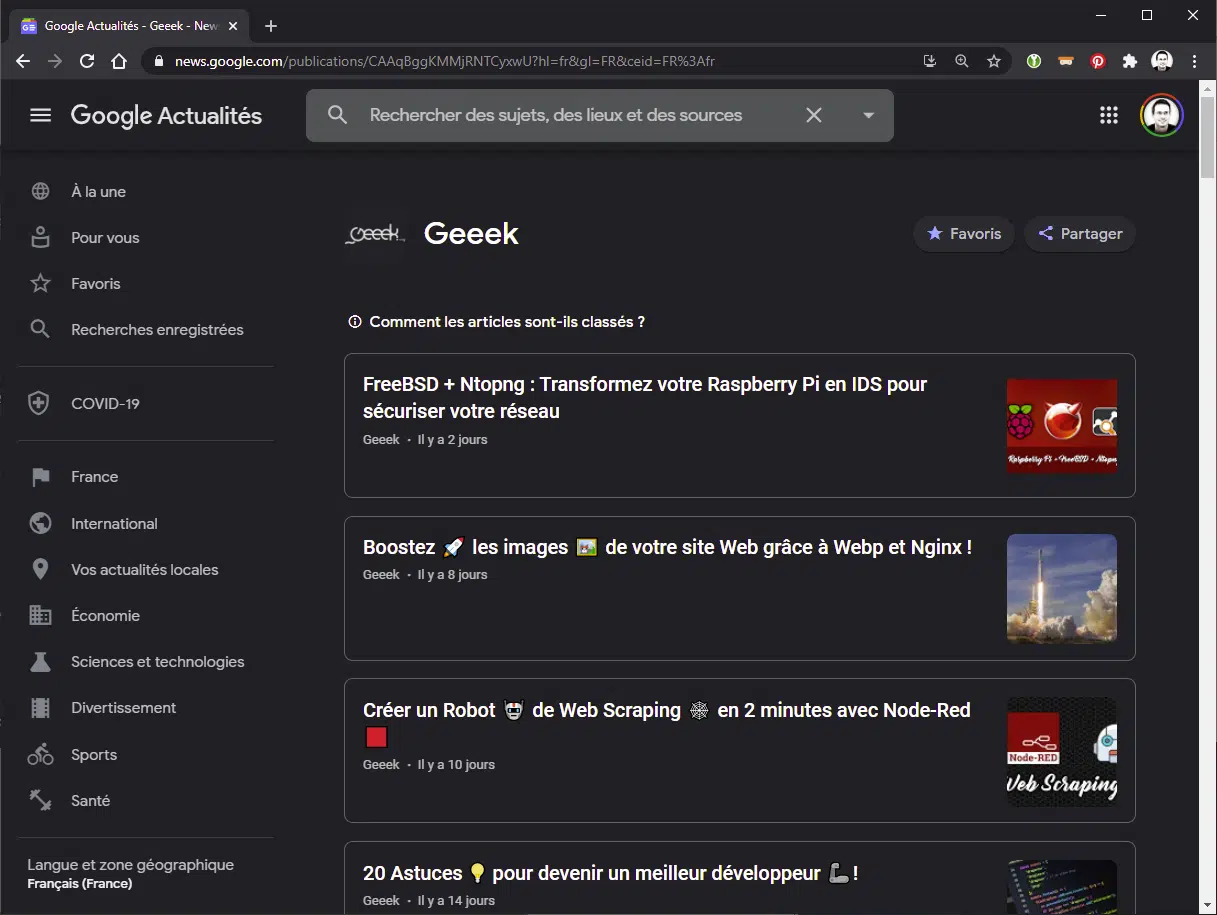 Google Actualités - Geeek - New
news.google.com/publications/CAAqBggKMMjRNTCyxwU?hl=fr&gl=FR&ceid=FR%3Afr
Google Actualités
Rechercher des sujets, des lieux et des sources
À la une
Pour vous
Favoris
Recherches enregistrées
COVID-19
France
International
Vos actualités locales
Économie
Sciences et technologies
Divertissement
Sports
Santé
Langue et zone géographique
Français (France)
Geeek
Geeek
Favoris
Partager
Comment les articles sont-ils classés ?
FreeBSD + Ntopng : Transformez votre Raspberry Pi en IDS pour
sécuriser votre réseau
Geeek · Il y a 2 jours
Raspberry Pi + FreeBSD + Ntopng
Boostez 🚀 les images 🖼️ de votre site Web grâce à Webp et Nginx !
Geeek · Il y a 8 jours
Créer un Robot 🤖 de Web Scraping 🕸️ en 2 minutes avec Node-Red
🟥
Geeek · Il y a 10 jours
Node-RED
Web Scraping
20 Astuces 💡 pour devenir un meilleur développeur 🦾 !
Geeek · Il y a 14 jours